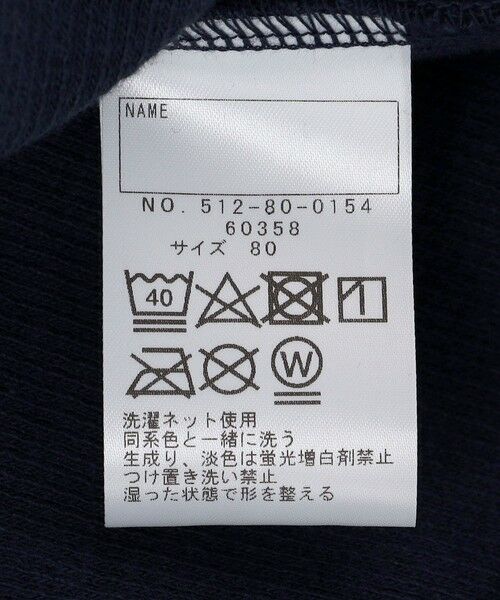 NAME
NO. 512-80-0154
60358
サイズ 80
40
W
洗濯ネット使用
同系色と一緒に洗う
生成り、淡色は蛍光増白剤禁止
つけ置き洗い禁止
湿った状態で形を整える